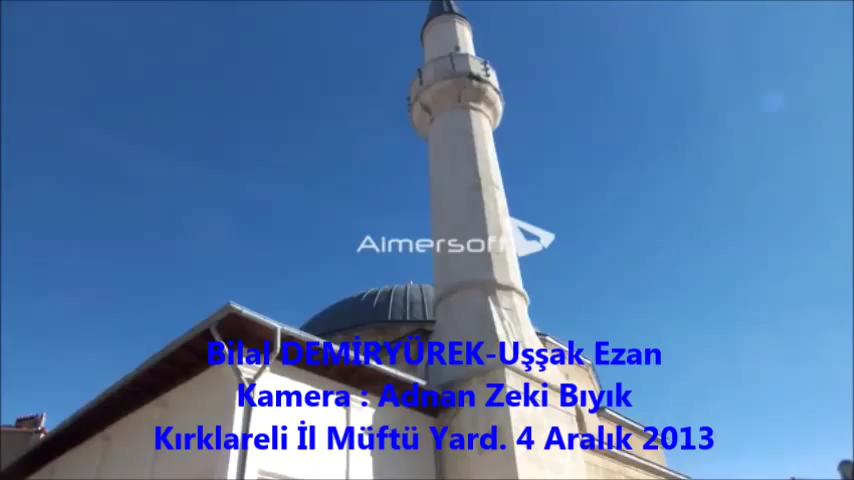 Aimersoft
Bilal DEMİRYÜREK-Uşşak Ezan
Kamera : Adnan Zeki Bıyık
Kırklareli İl Müftü Yard. 4 Aralık 2013